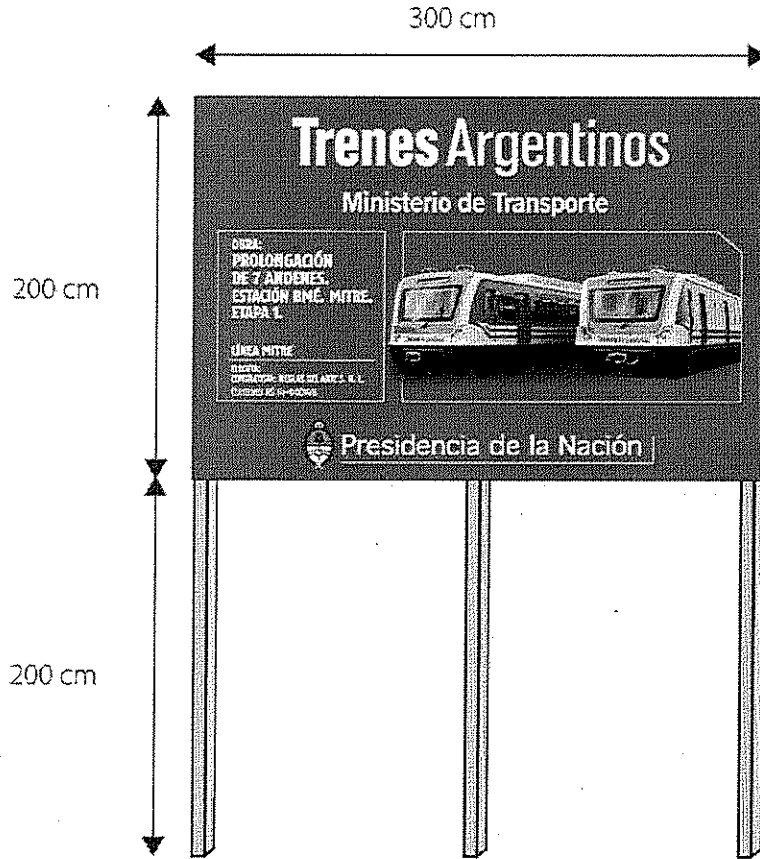 300 cm
200 cm
200 cm
Trenes Argentinos
Ministerio de Transporte
OBRA:
PROLONGACIÓN
DE 7 ANDENES.
ESTACIÓN BMÉ. MITRE.
ETAPA 1.
LÍNEA MITRE
Presidencia de la Nación